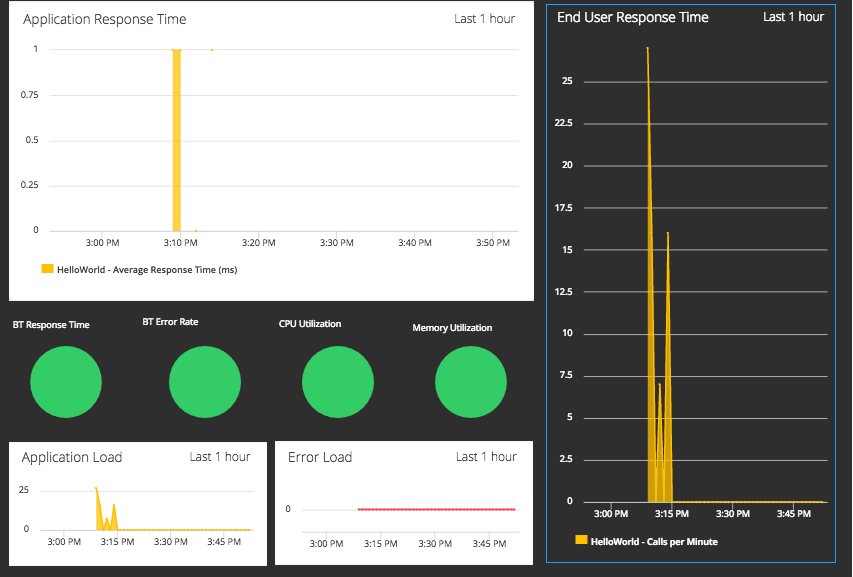 Application Response Time Last 1 hour
1
0.75
0.5
0.25
0
3:00 PM 3:10 PM 3:20 PM 3:30 PM 3:40 PM 3:50 PM
HelloWorld - Average Response Time (ms)
BT Response Time BT Error Rate CPU Utilization Memory Utilization
Application Load Last 1 hour
25
0
3:00 PM 3:15 PM 3:30 PM 3:45 PM
Error Load Last 1 hour
0
3:00 PM 3:15 PM 3:30 PM 3:45 PM
End User Response Time Last 1 hour
25
22.5
20
17.5
15
12.5
10
7.5
5
2.5
0
3:00 PM 3:15 PM 3:30 PM 3:45 PM
HelloWorld - Calls per Minute